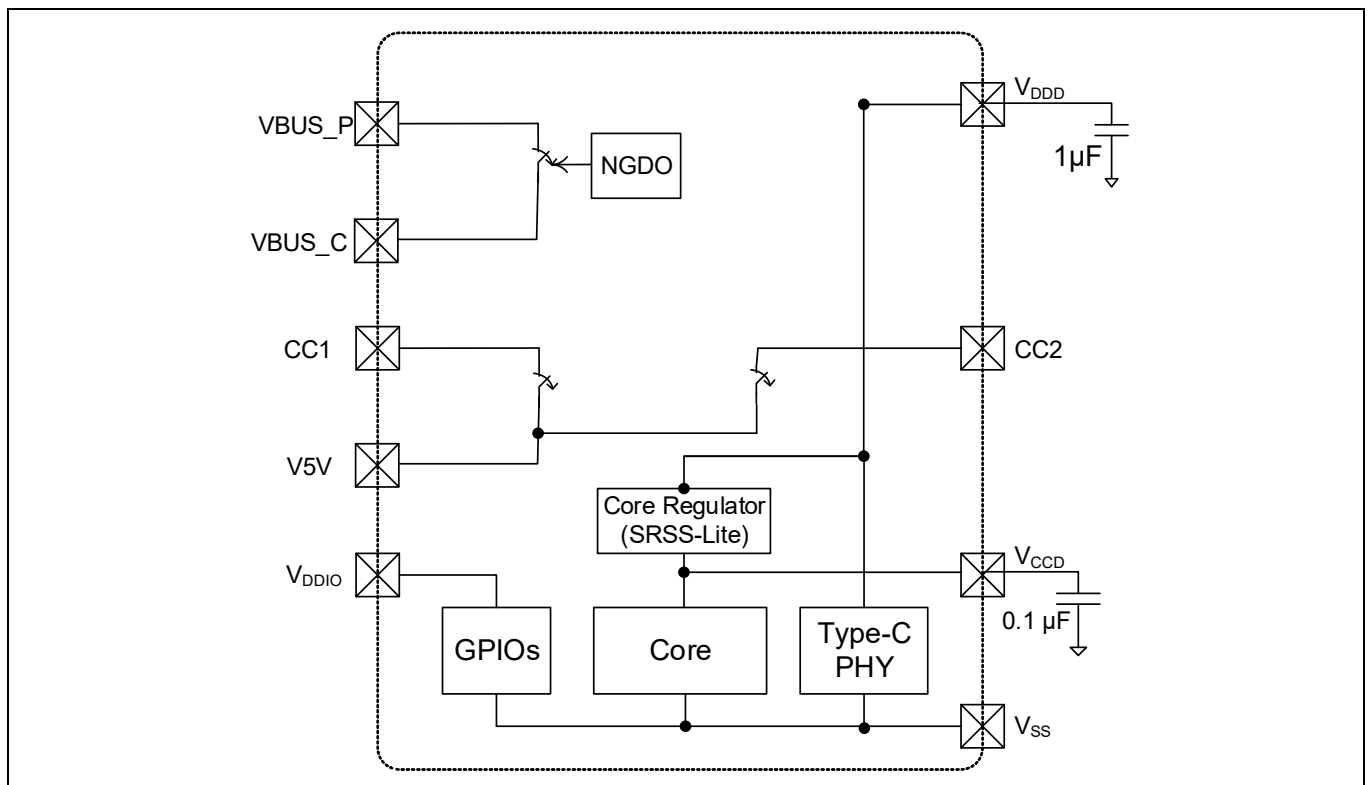 VBUS_P
NGDO
VDDD
1µF
VBUS_C
CC1
CC2
V5V
Core Regulator
(SRSS-Lite)
VDDIO
VCCD
0.1 µF
GPIOs
Core
Type-C
PHY
VSS